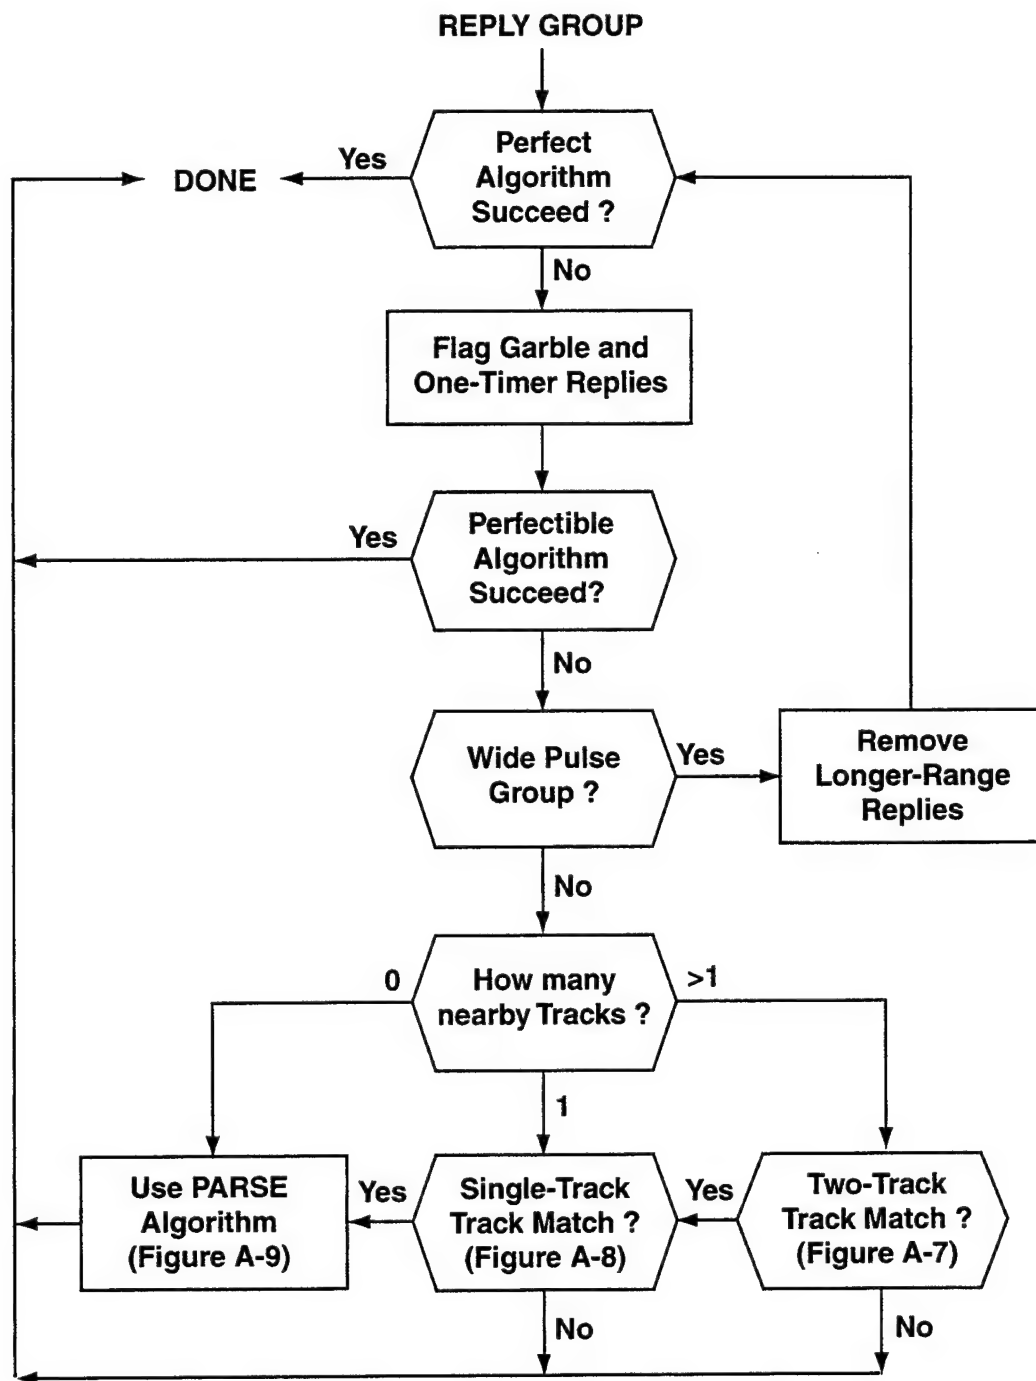 REPLY GROUP
Perfect
Algorithm
Succeed ?
Yes
DONE
No
Flag Garble and
One-Timer Replies
Perfectible
Algorithm
Succeed?
Yes
No
Wide Pulse
Group ?
Yes
Remove
Longer-Range
Replies
No
How many
nearby Tracks ?
0
>1
1
Use PARSE
Algorithm
(Figure A-9)
Yes
Single-Track
Track Match ?
(Figure A-8)
Yes
Two-Track
Track Match ?
(Figure A-7)
No
No